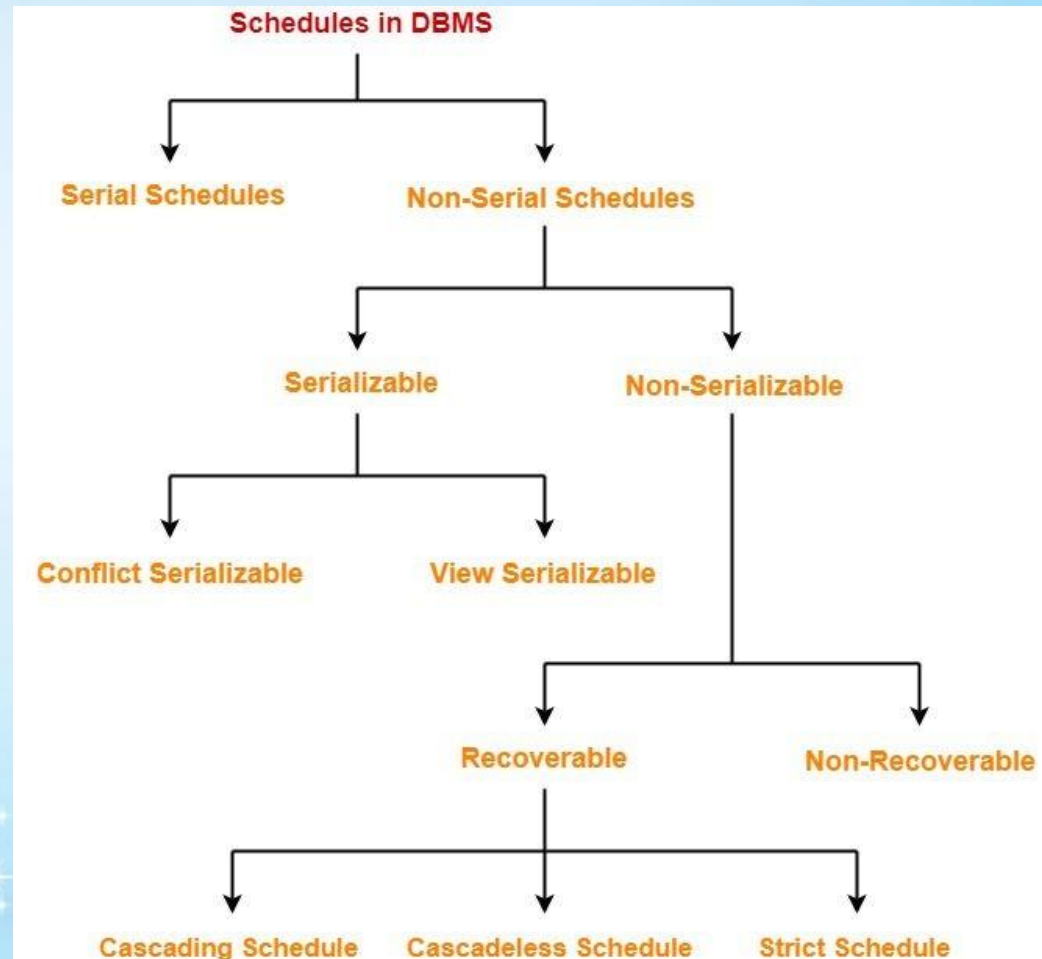 Schedules in DBMS
Serial Schedules
Non-Serial Schedules
Serializable
Non-Serializable
Conflict Serializable
View Serializable
Recoverable
Non-Recoverable
Cascading Schedule
Cascadeless Schedule
Strict Schedule